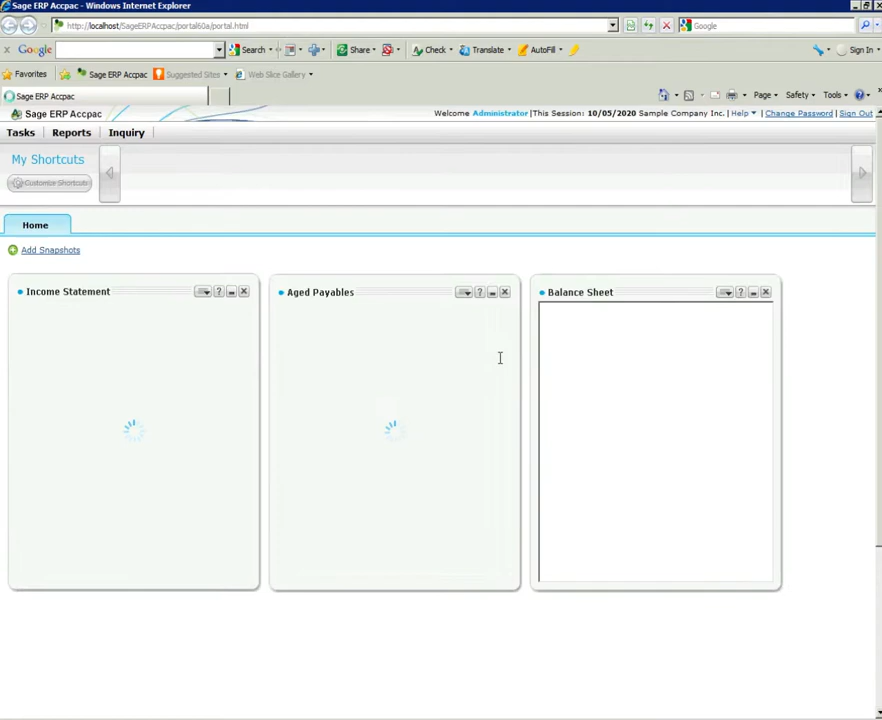 Sage ERP Accpac - Windows Internet Explorer
http://localhost/SageERPAccpac/portal60a/portal.html
Google
x Google Search Share Check Translate AutoFill Sign In
Favorites Sage ERP Accpac Suggested Sites Web Slice Gallery
Sage ERP Accpac
Page Safety Tools
Sage ERP Accpac
Welcome Administrator |This Session: 10/05/2020 Sample Company Inc. | Help | Change Password | Sign Out
Tasks Reports Inquiry
My Shortcuts
Customize Shortcuts
Home
Add Snapshots
Income Statement ?
Aged Payables ?
Balance Sheet ?